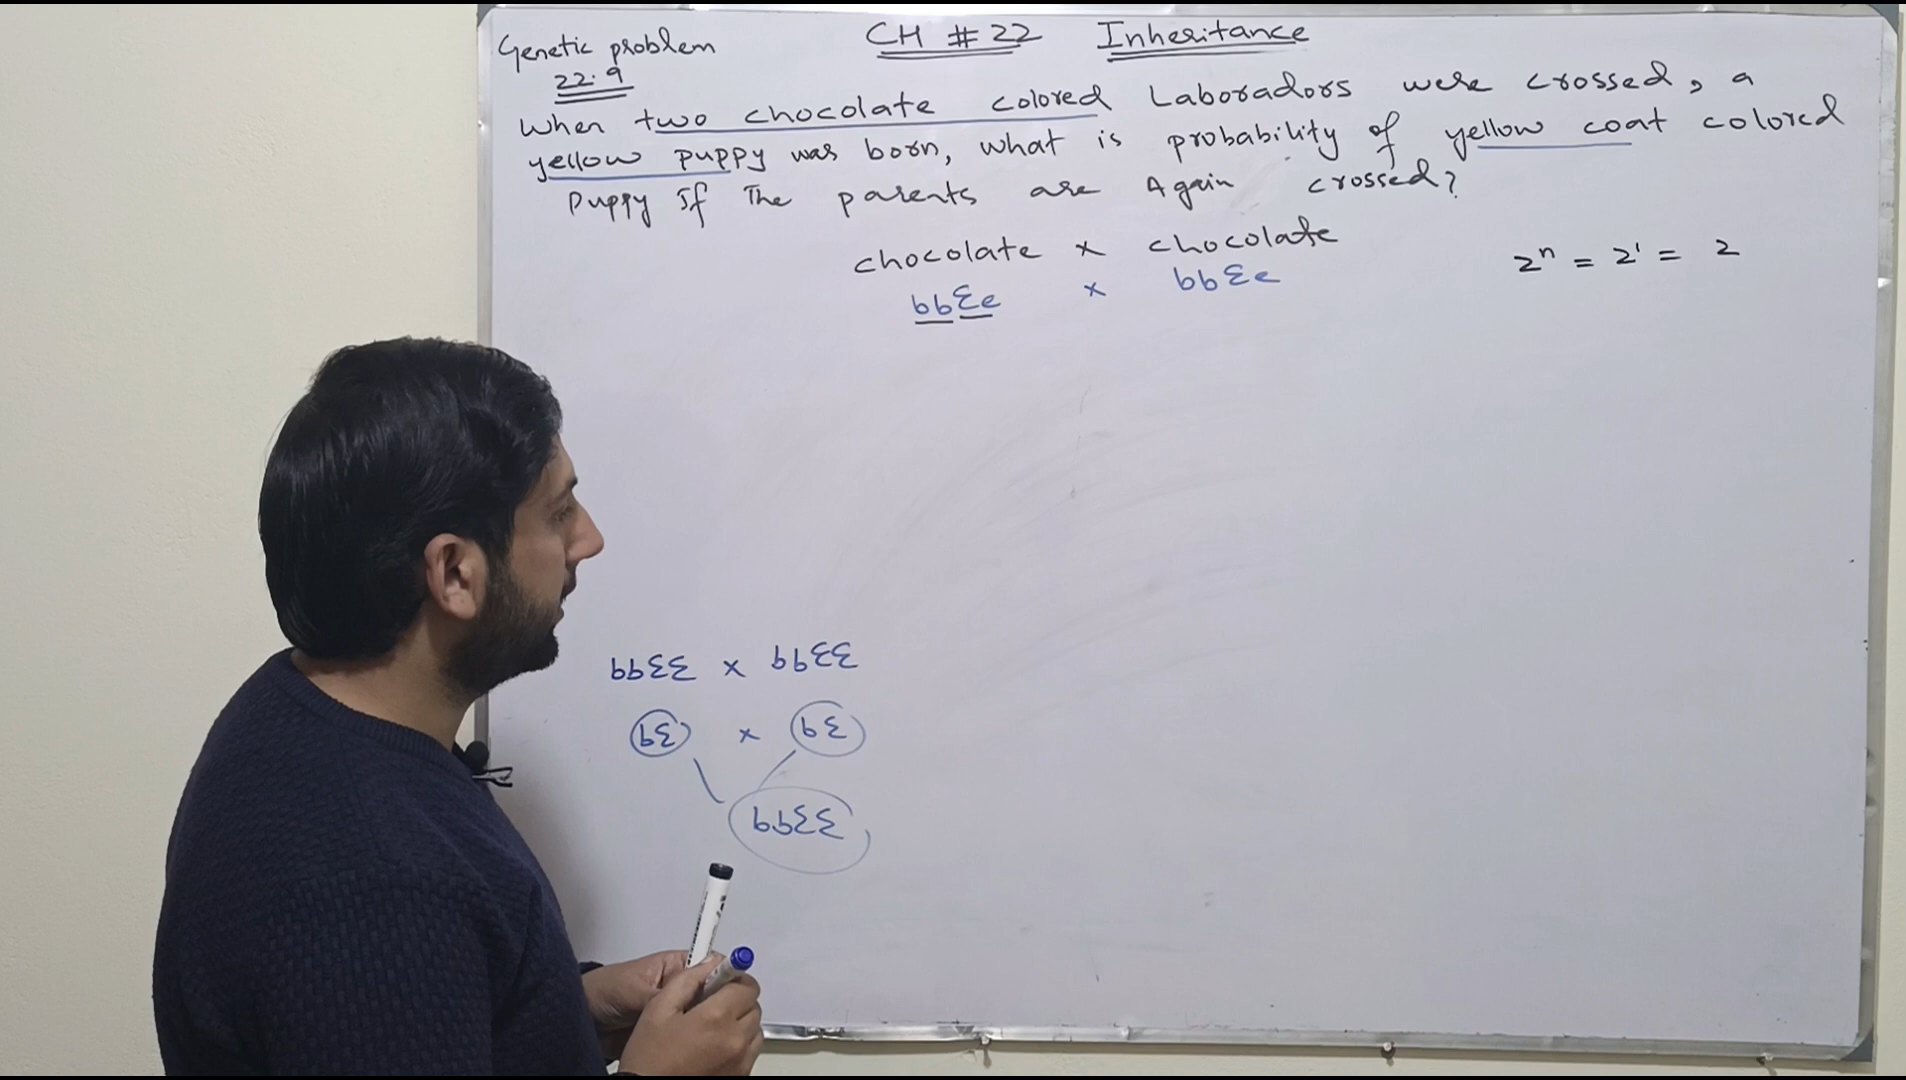 Genetic problem
22.9
CH # 22 Inheritance
When two chocolate colored Laboradors were crossed, a
yellow puppy was born, what is probability of yellow coat colored
puppy If The parents are Again crossed?
chocolate x chocolate
bbEe x bbEe
2ⁿ = 2¹ = 2
bbEE x bbEE
bE x bE
bbEE